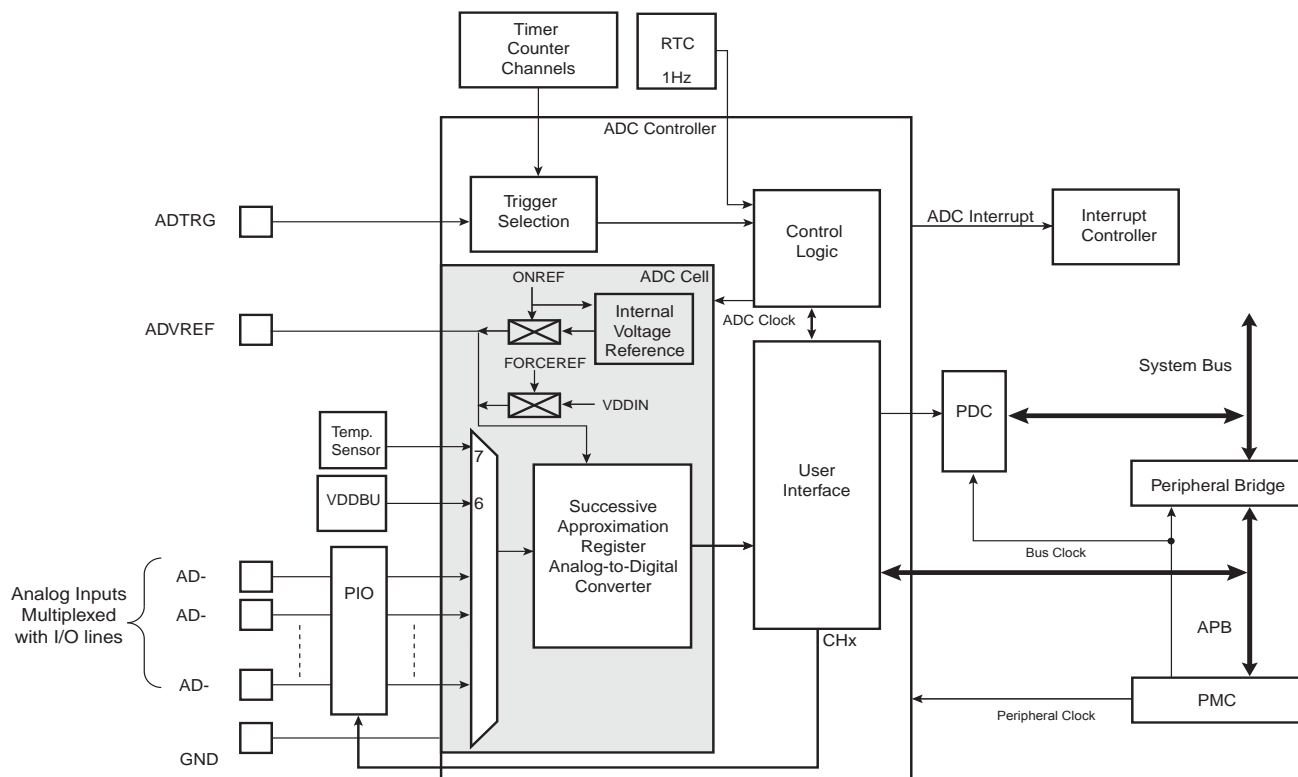 Timer
Counter
Channels
RTC
1Hz
ADC Controller
ADTRG
Trigger
Selection
Control
Logic
ADC Interrupt
Interrupt
Controller
ADC Cell
ONREF
Internal
Voltage
Reference
ADC Clock
ADVREF
FORCEREF
VDDIN
System Bus
PDC
Temp.
Sensor
7
VDDBU
6
Successive
Approximation
Register
Analog-to-Digital
Converter
User
Interface
Peripheral Bridge
Bus Clock
Analog Inputs
Multiplexed
with I/O lines
AD-
AD-
AD-
PIO
CHx
APB
PMC
Peripheral Clock
GND